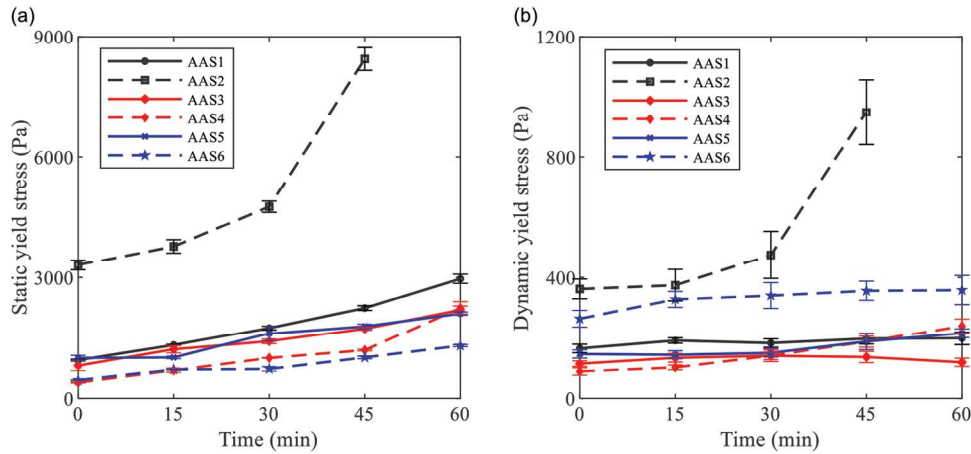 (a)
9000
6000
3000
0
Static yield stress (Pa)
AAS1
AAS2
AAS3
AAS4
AAS5
AAS6
0 15 30 45 60
Time (min)
(b)
1200
800
400
0
Dynamic yield stress (Pa)
AAS1
AAS2
AAS3
AAS4
AAS5
AAS6
0 15 30 45 60
Time (min)